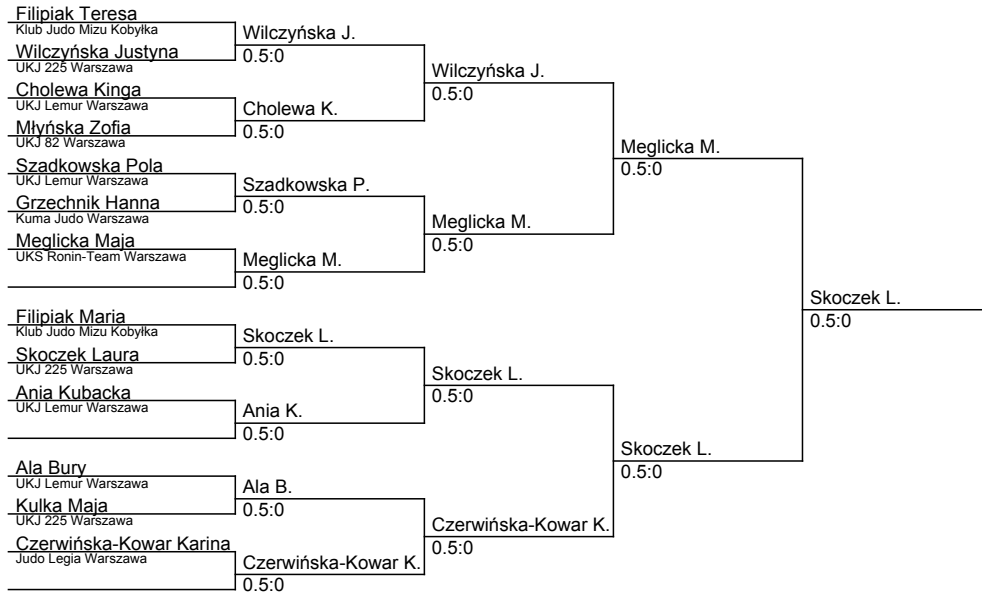 Filipiak Teresa
Klub Judo Mizu Kobyłka
Wilczyńska Justyna
UKJ 225 Warszawa
Cholewa Kinga
UKJ Lemur Warszawa
Młyńska Zofia
UKJ 82 Warszawa
Szadkowska Pola
UKJ Lemur Warszawa
Grzechnik Hanna
Kuma Judo Warszawa
Meglicka Maja
UKS Ronin-Team Warszawa
Filipiak Maria
Klub Judo Mizu Kobyłka
Skoczek Laura
UKJ 225 Warszawa
Ania Kubacka
UKJ Lemur Warszawa
Ala Bury
UKJ Lemur Warszawa
Kulka Maja
UKJ 225 Warszawa
Czerwińska-Kowar Karina
Judo Legia Warszawa
Wilczyńska J.
0.5:0
Cholewa K.
0.5:0
Szadkowska P.
0.5:0
Meglicka M.
0.5:0
Skoczek L.
0.5:0
Ania K.
0.5:0
Ala B.
0.5:0
Czerwińska-Kowar K.
0.5:0
Wilczyńska J.
0.5:0
Meglicka M.
0.5:0
Skoczek L.
0.5:0
Czerwińska-Kowar K.
0.5:0
Meglicka M.
0.5:0
Skoczek L.
0.5:0
Skoczek L.
0.5:0